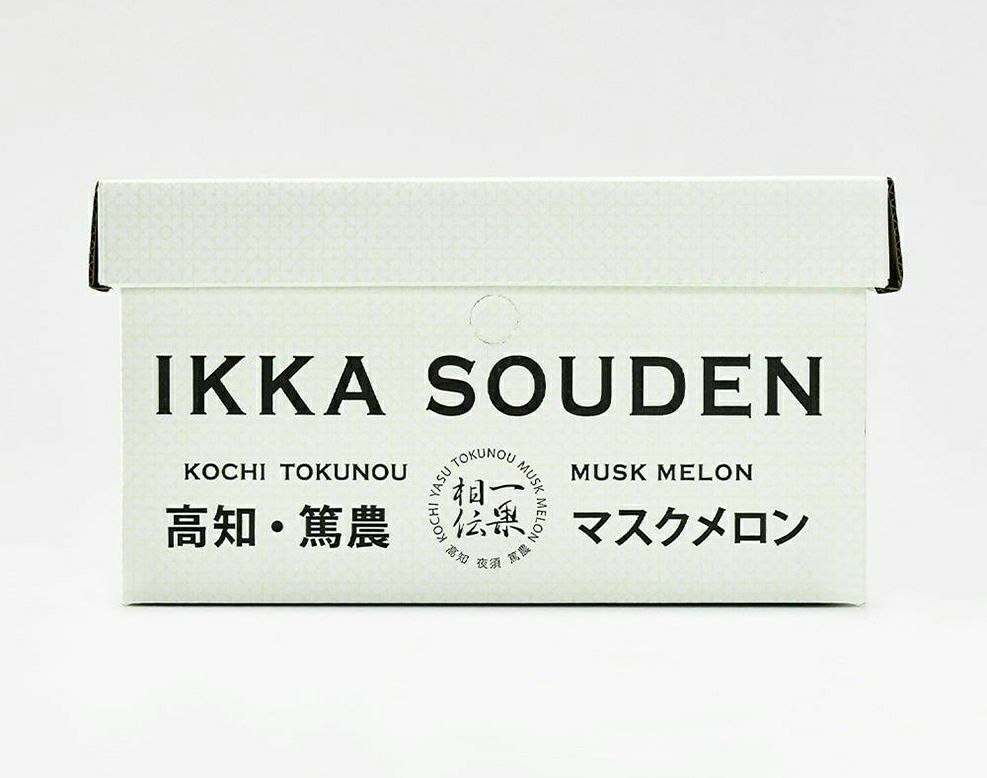 IKKA SOUDEN
KOCHI TOKUNOU
高知・篤農
KOCHI YASU TOKUNOU MUSK MELON
一果
相伝
高知 夜須 篤農
MUSK MELON
マスクメロン